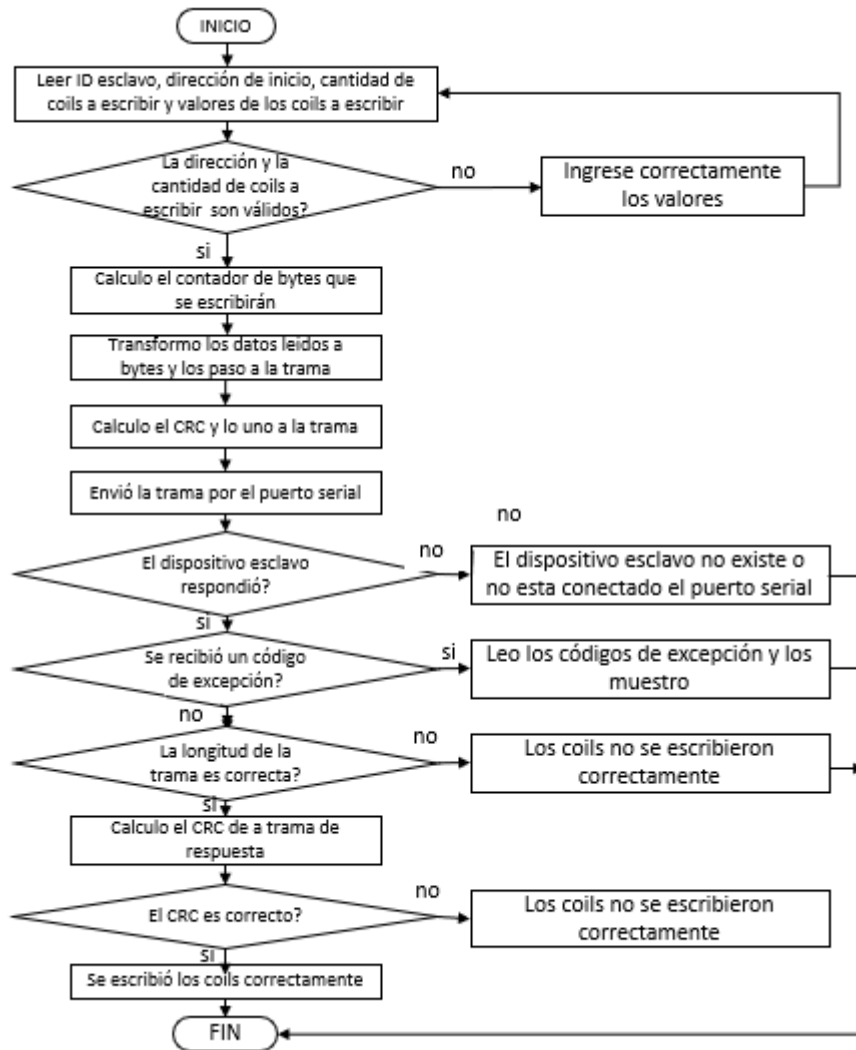 INICIO
Leer ID esclavo, dirección de inicio, cantidad de
coils a escribir y valores de los coils a escribir
La dirección y la
cantidad de coils a
escribir son válidos?
no
Ingrese correctamente
los valores
si
Calculo el contador de bytes que
se escribirán
Transformo los datos leidos a
bytes y los paso a la trama
Calculo el CRC y lo uno a la trama
Envió la trama por el puerto serial
no
El dispositivo esclavo
respondió?
no
El dispositivo esclavo no existe o
no esta conectado el puerto serial
si
Se recibió un código
de excepción?
si
Leo los códigos de excepción y los
muestro
no
La longitud de la
trama es correcta?
no
Los coils no se escribieron
correctamente
si
Calculo el CRC de a trama de
respuesta
El CRC es correcto?
no
Los coils no se escribieron
correctamente
si
Se escribió los coils correctamente
FIN